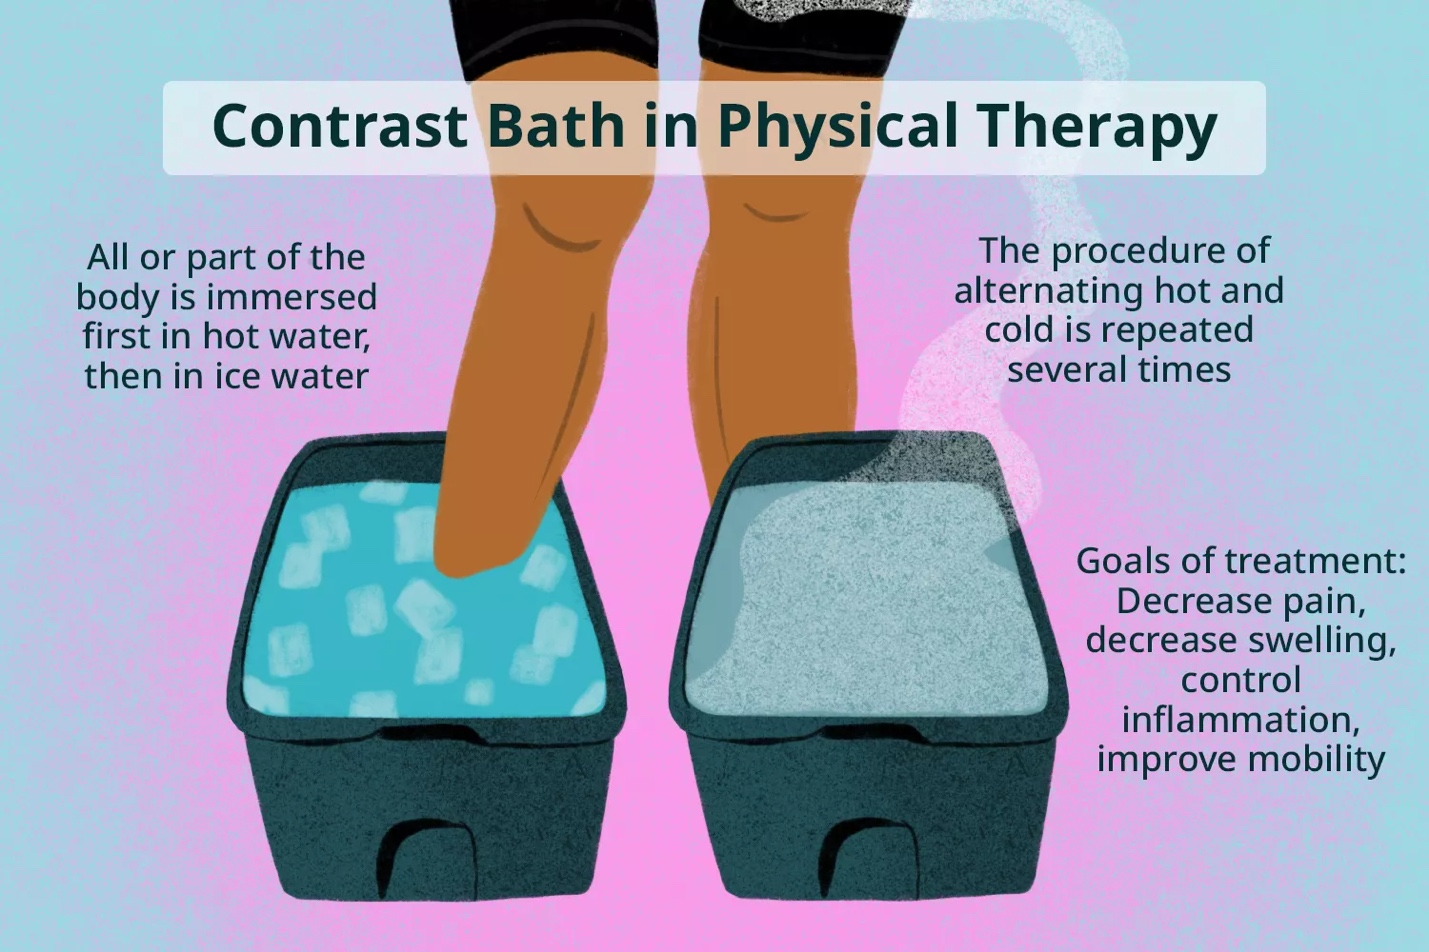 Contrast Bath in Physical Therapy
All or part of the
body is immersed
first in hot water,
then in ice water
The procedure of
alternating hot and
cold is repeated
several times
Goals of treatment:
Decrease pain,
decrease swelling,
control
inflammation,
improve mobility